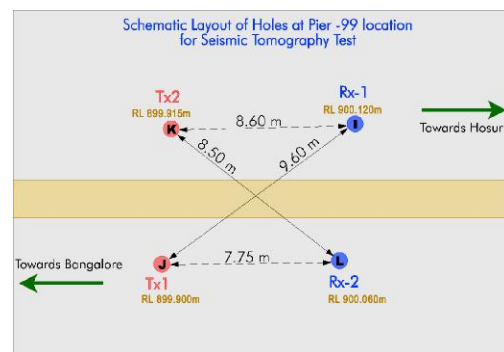 Schematic Layout of Holes at Pier -99 location
for Seismic Tomography Test
Tx2
RL 899.915m
Rx-1
RL 900.120m
K
8.60 m
I
Towards Hosur
8.50 m
9.60 m
Towards Bangalore
J
7.75 m
L
Tx1
RL 899.900m
Rx-2
RL 900.060m